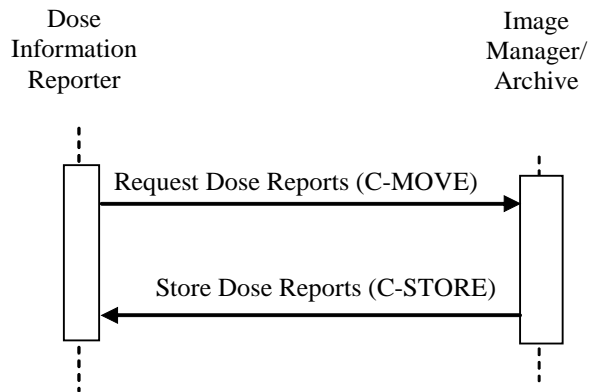 Dose
Information
Reporter
Image
Manager/
Archive
Request Dose Reports (C-MOVE)
Store Dose Reports (C-STORE)